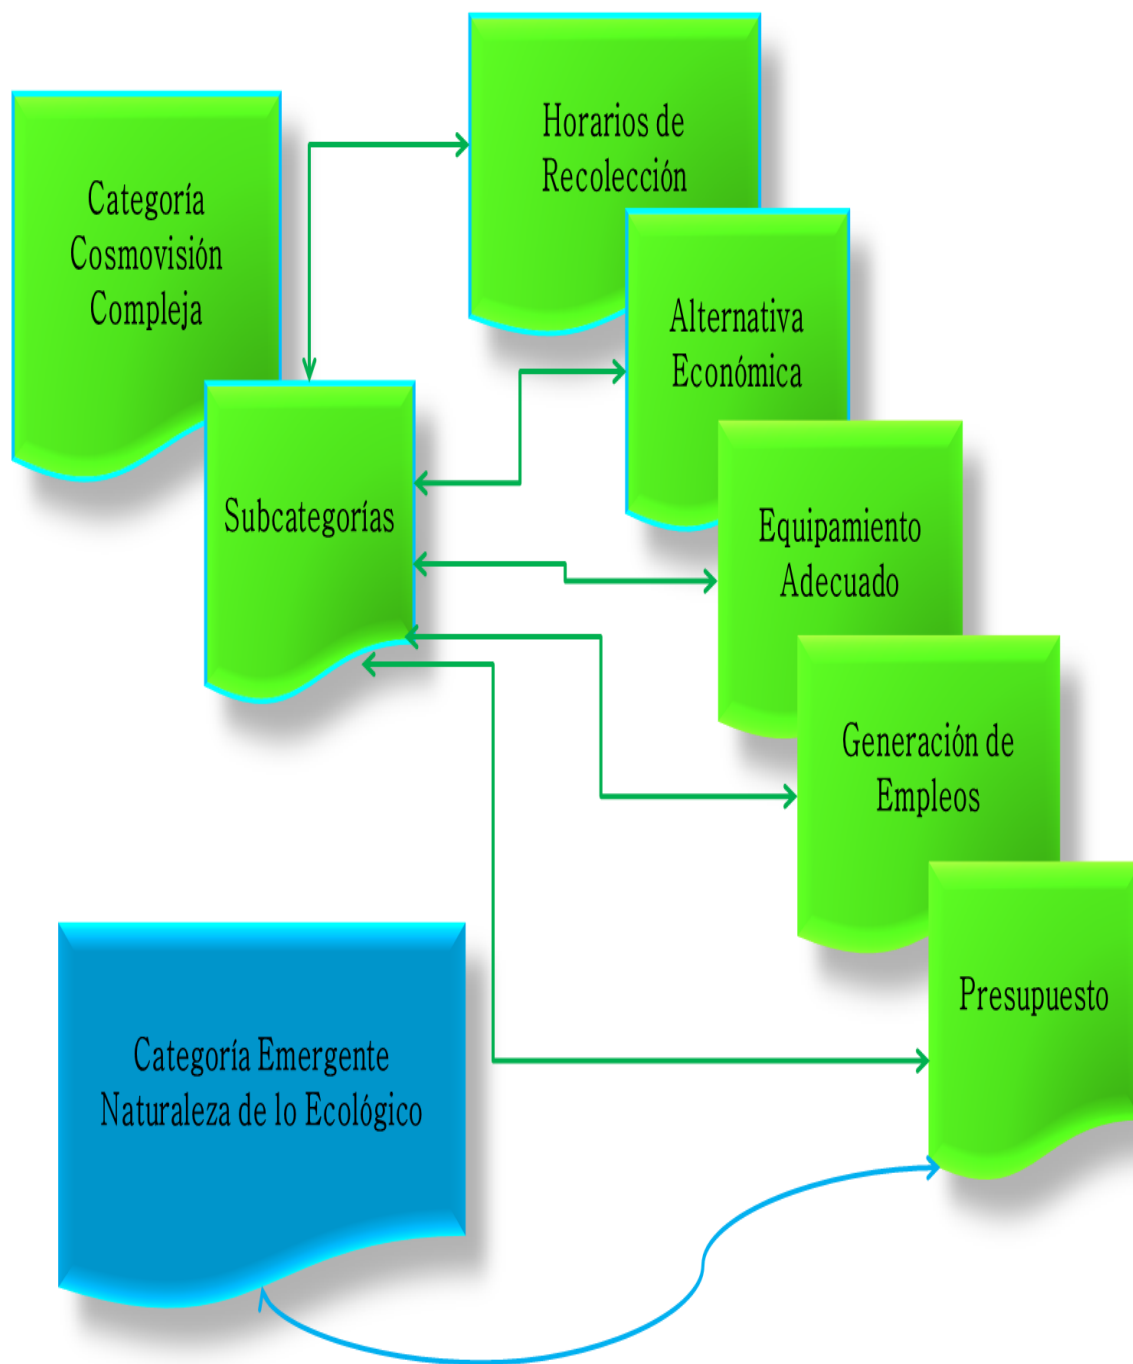 Categoría
Cosmovisión
Compleja
Horarios de
Recolección
Alternativa
Económica
Subcategorías
Equipamiento
Adecuado
Generación de
Empleos
Presupuesto
Categoría Emergente
Naturaleza de lo Ecológico